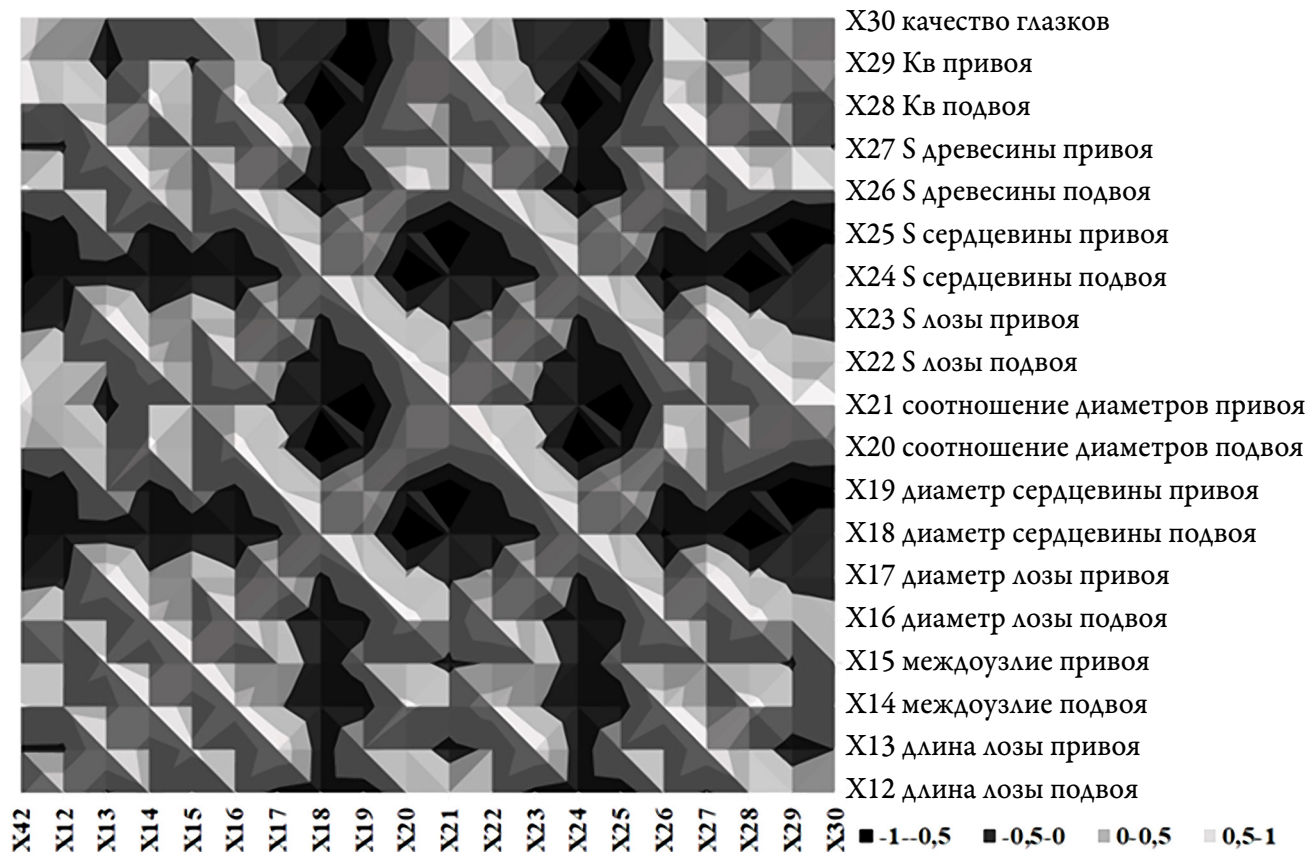 X30 качество глазков
X29 Кв привоя
X28 Кв подвоя
X27 S древесины привоя
X26 S древесины подвоя
X25 S сердцевины привоя
X24 S сердцевины подвоя
X23 S лозы привоя
X22 S лозы подвоя
X21 соотношение диаметров привоя
X20 соотношение диаметров подвоя
X19 диаметр сердцевины привоя
X18 диаметр сердцевины подвоя
X17 диаметр лозы привоя
X16 диаметр лозы подвоя
X15 междоузлие привоя
X14 междоузлие подвоя
X13 длина лозы привоя
X12 длина лозы подвоя
X42
X12
X13
X14
X15
X16
X17
X18
X19
X20
X21
X22
X23
X24
X25
X26
X27
X28
X29
X30
-1--0,5 -0,5-0 0-0,5 0,5-1